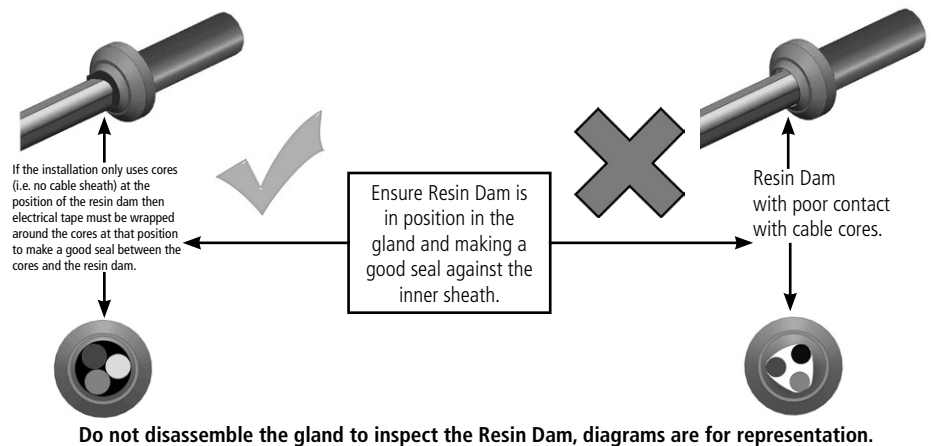 If the installation only uses cores
(i.e. no cable sheath) at the
position of the resin dam then
electrical tape must be wrapped
around the cores at that position
to make a good seal between the
cores and the resin dam.
Ensure Resin Dam is
in position in the
gland and making a
good seal against the
inner sheath.
Resin Dam
with poor contact
with cable cores.
Do not disassemble the gland to inspect the Resin Dam, diagrams are for representation.